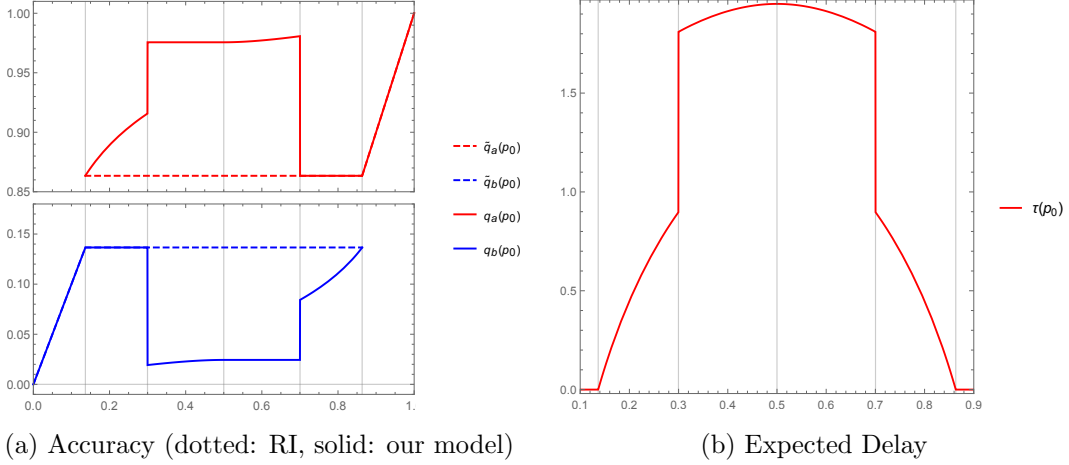 1.00
0.95
0.90
0.85
0.15
0.10
0.05
0.00
0.0 0.2 0.4 0.6 0.8 1.
q̃a(p0)
q̃b(p0)
qa(p0)
qb(p0)
(a) Accuracy (dotted: RI, solid: our model)
1.5
1.0
0.5
0.0
0.1 0.2 0.3 0.4 0.5 0.6 0.7 0.8 0.9
τ(p0)
(b) Expected Delay